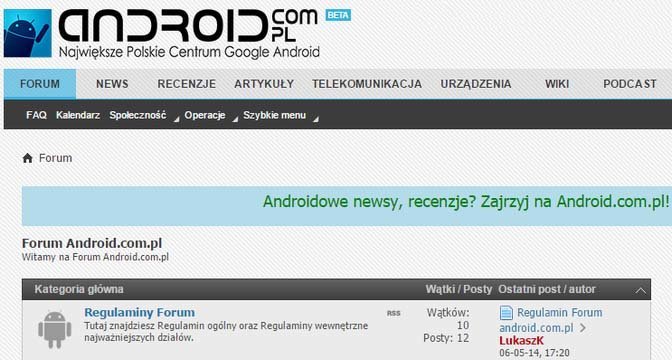 ANDROID.COM.PL BETA
Największe Polskie Centrum Google Android
FORUM NEWS RECENZJE ARTYKUŁY TELEKOMUNIKACJA URZĄDZENIA WIKI PODCAST
FAQ Kalendarz Społeczność Operacje Szybkie menu
Forum
Androidowe newsy, recenzje? Zajrzyj na Android.com.pl!
Forum Android.com.pl
Witamy na Forum Android.com.pl
Kategoria główna Wątki / Posty Ostatni post / autor
Regulaminy Forum RSS Wątków: Regulamin Forum
Tutaj znajdziesz Regulamin ogólny oraz Regulaminy wewnętrzne 10 android.com.pl
najważniejszych działów. Posty: 12 LukaszK
06-05-14, 17:20